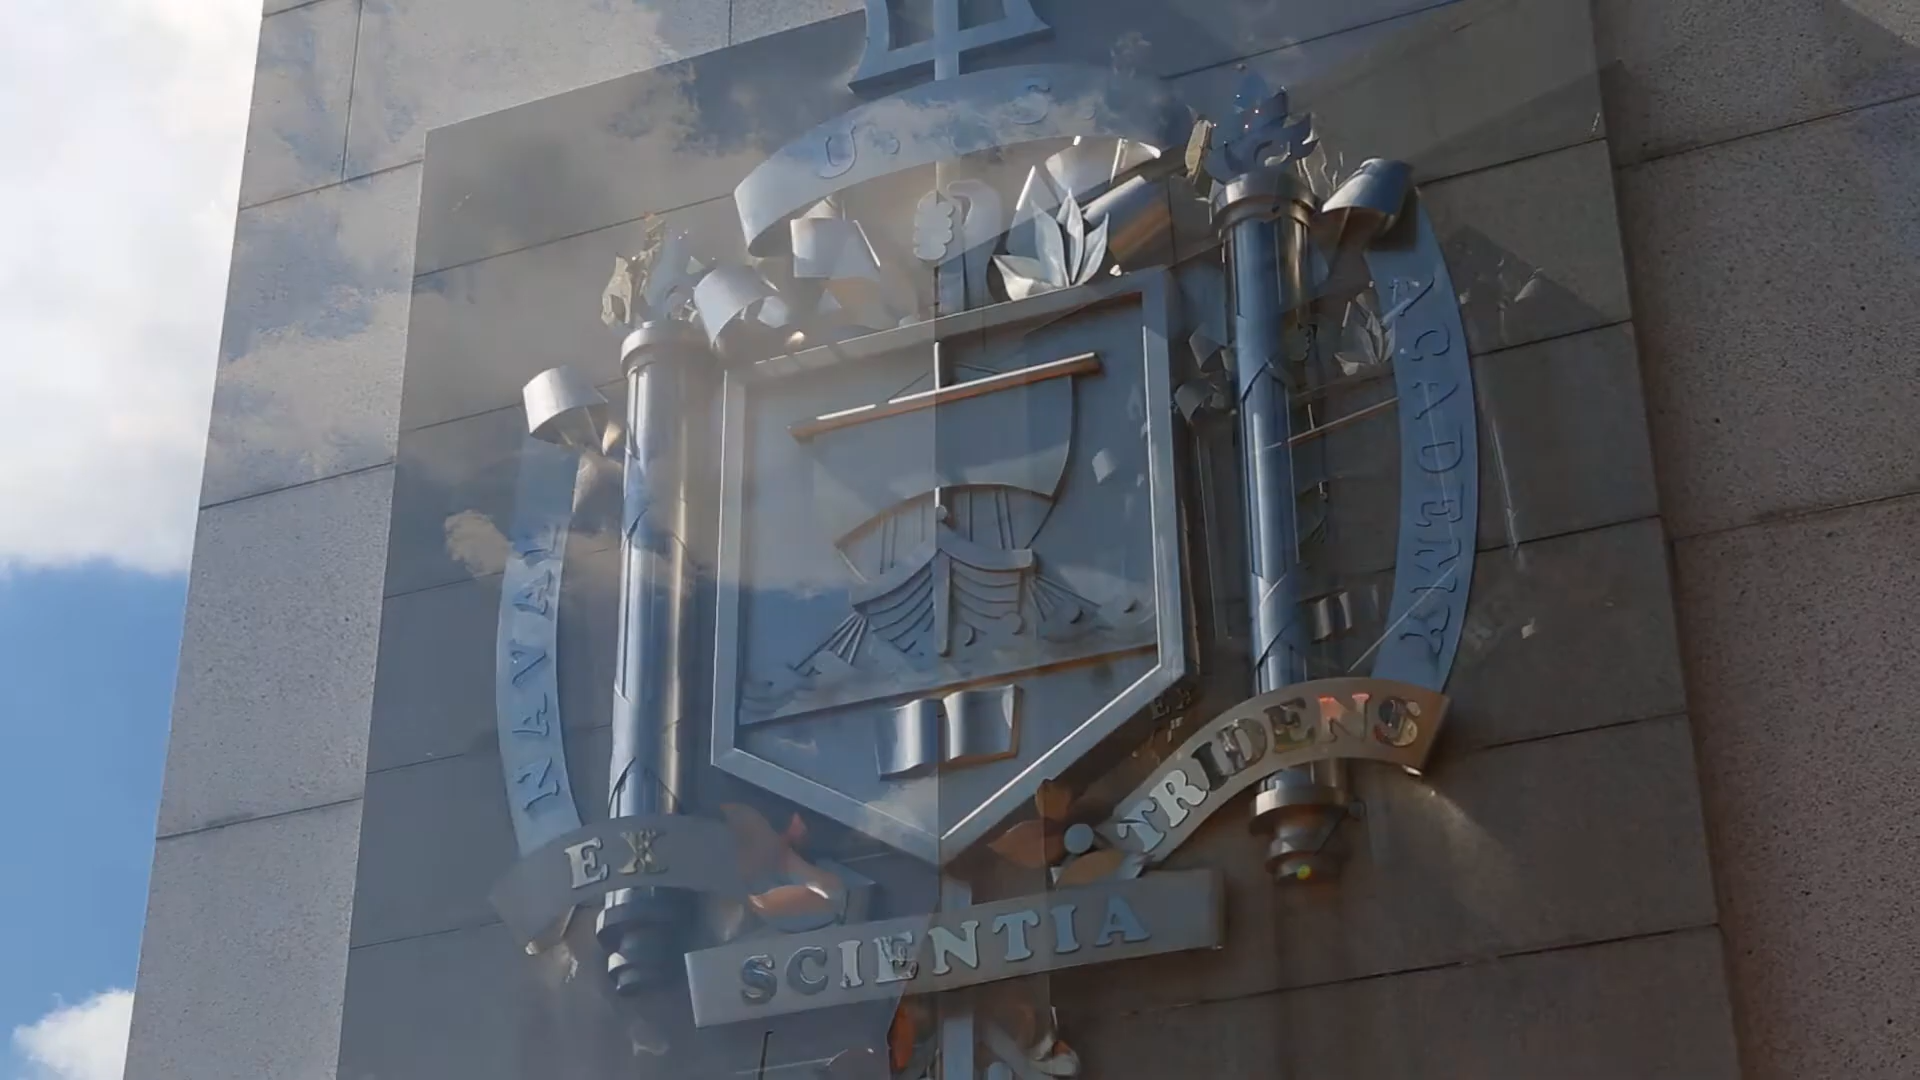 U. S.
NAVAL
ACADEMY
EX
SCIENTIA
TRIDENS